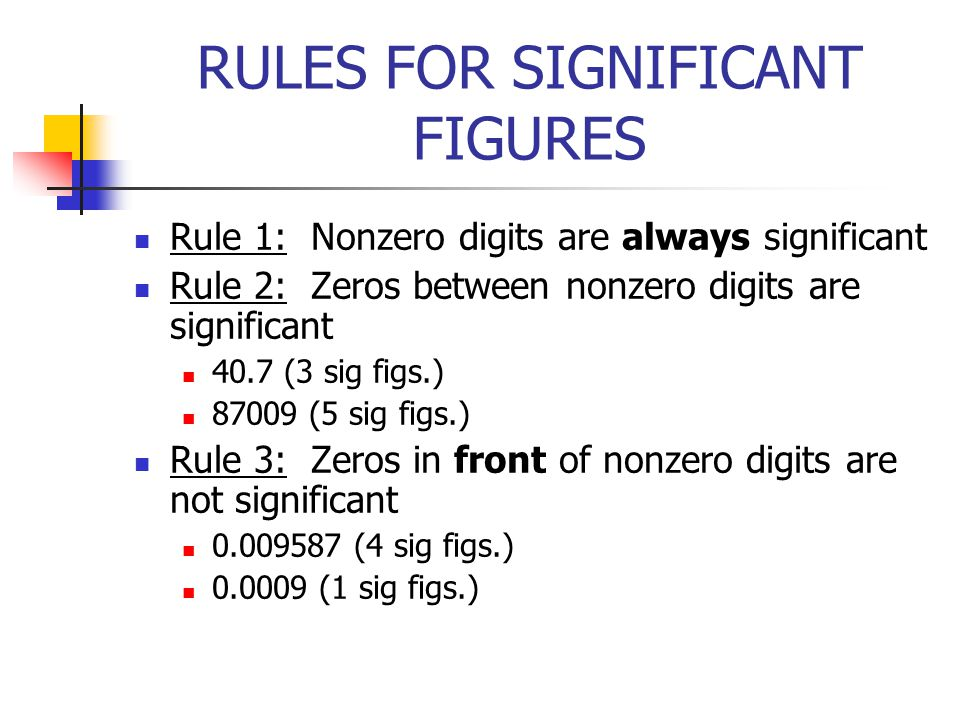 RULES FOR SIGNIFICANT
FIGURES
Rule 1: Nonzero digits are always significant
Rule 2: Zeros between nonzero digits are
significant
40.7 (3 sig figs.)
87009 (5 sig figs.)
Rule 3: Zeros in front of nonzero digits are
not significant
0.009587 (4 sig figs.)
0.0009 (1 sig figs.)